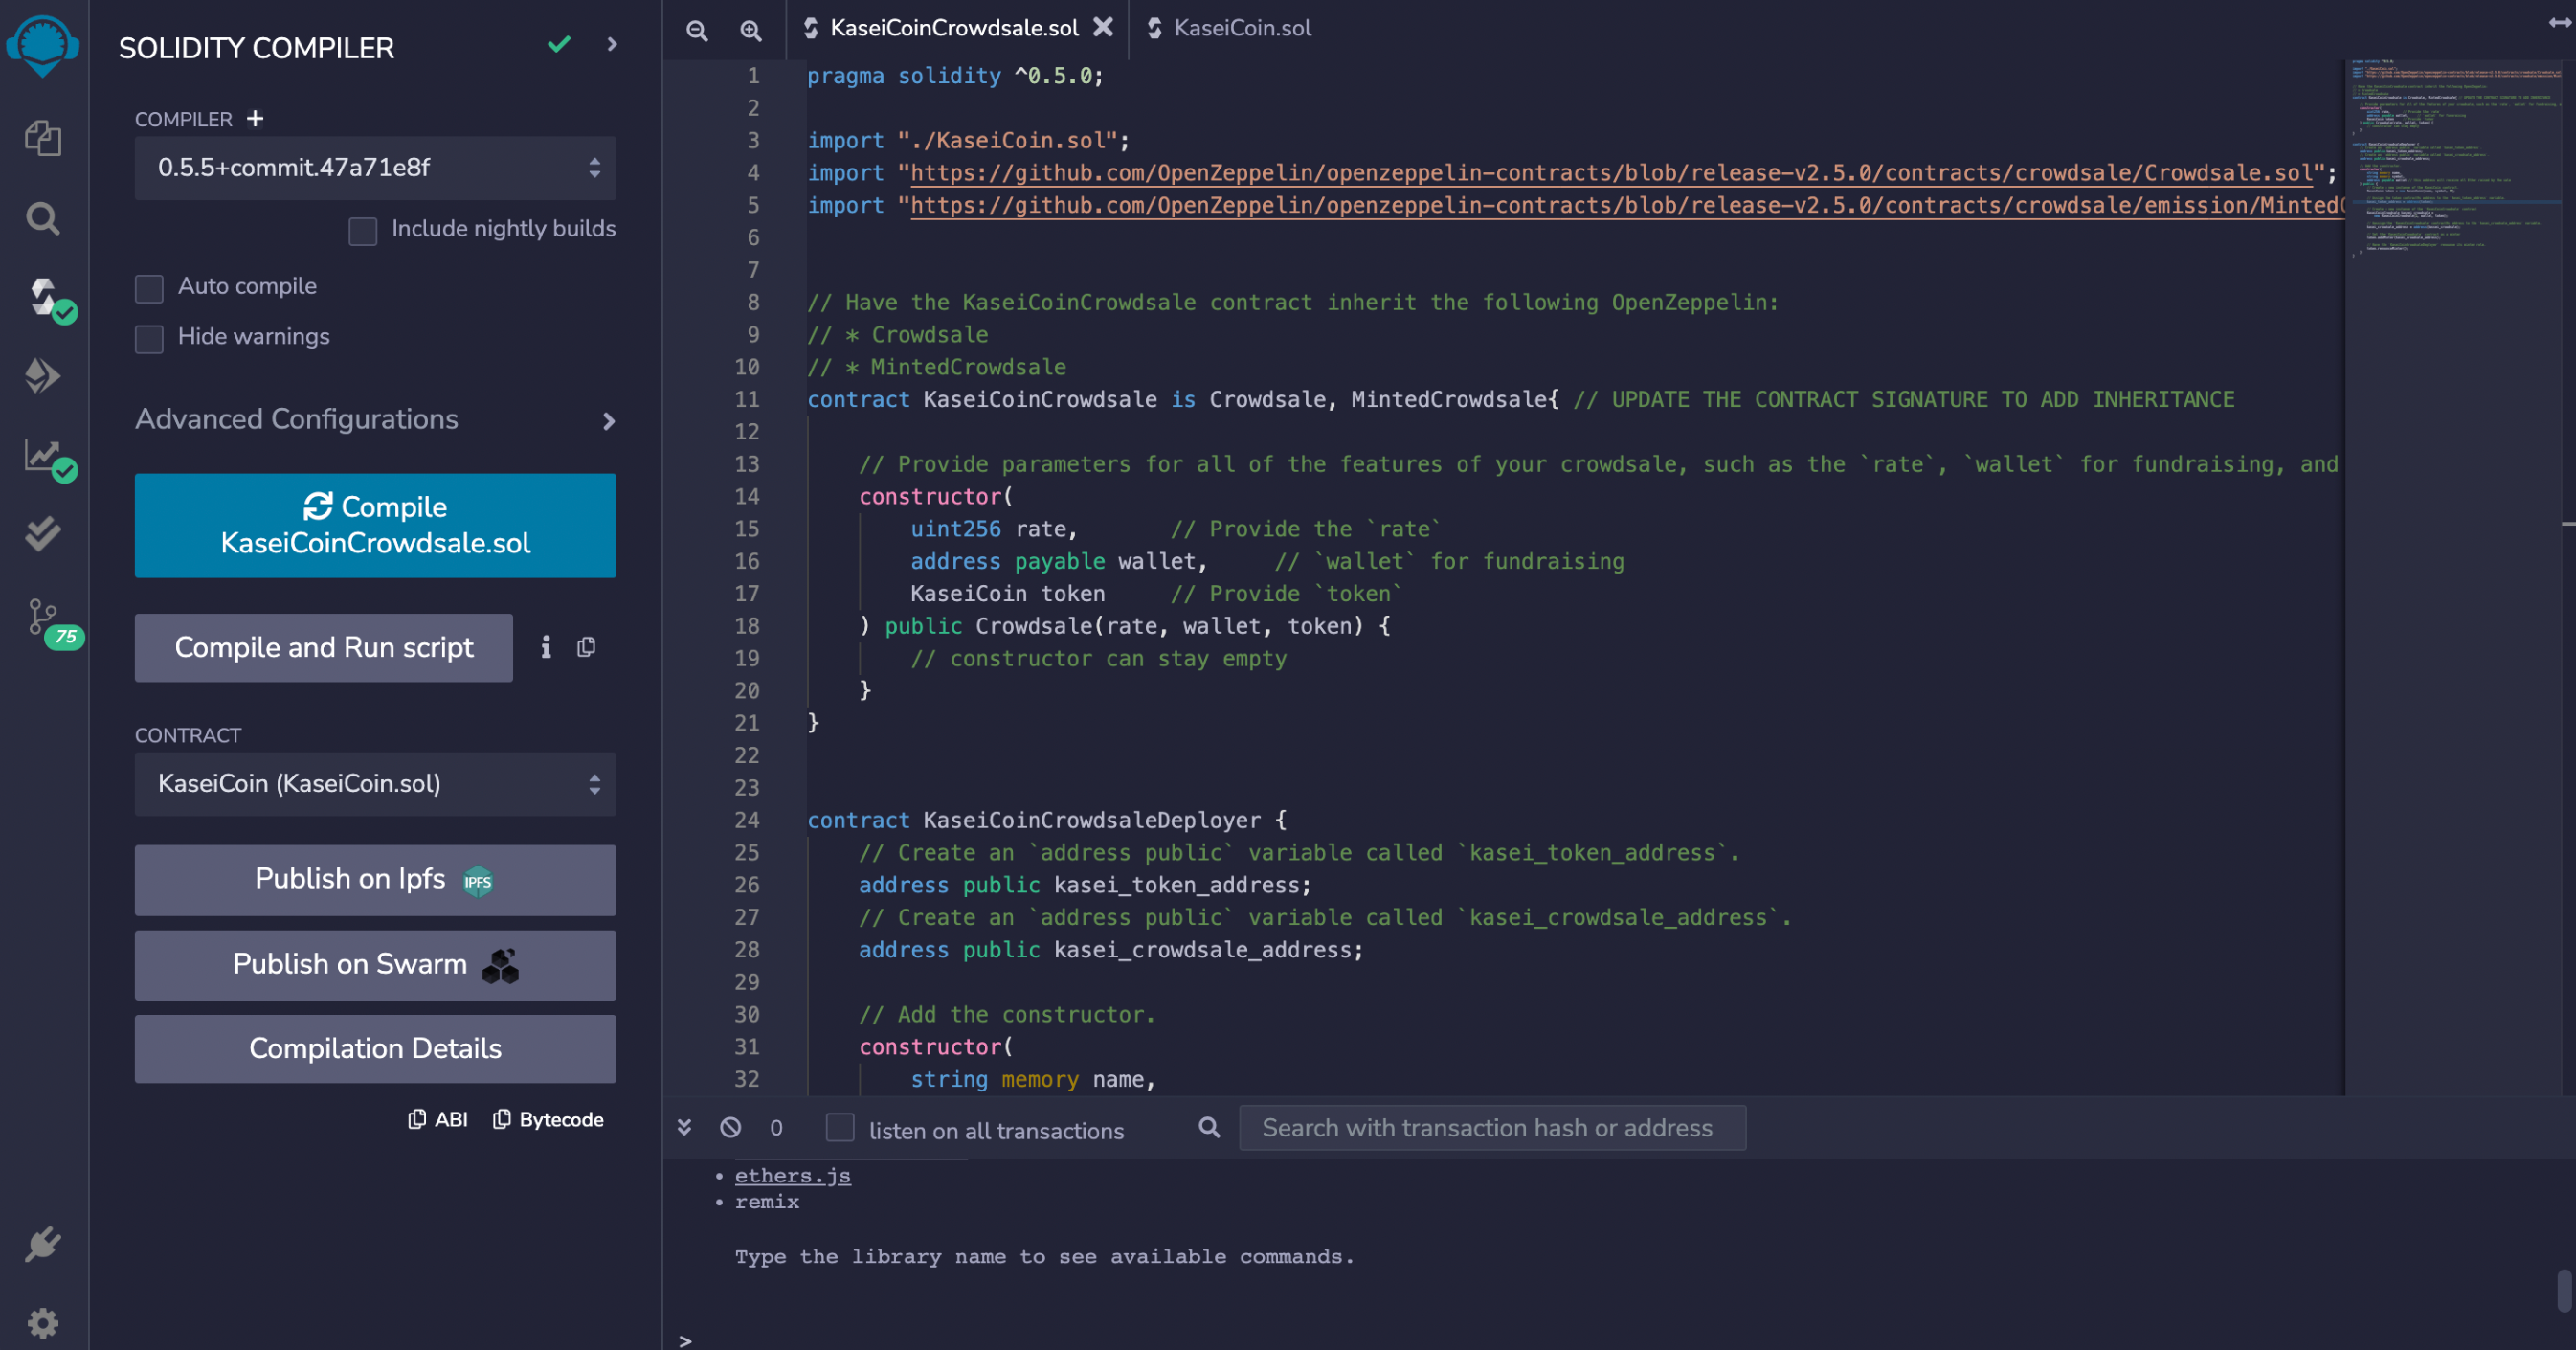 SOLIDITY COMPILER
COMPILER +
0.5.5+commit.47a71e8f
Include nightly builds
Auto compile
Hide warnings
Advanced Configurations
Compile
KaseiCoinCrowdsale.sol
Compile and Run script
CONTRACT
KaseiCoin (KaseiCoin.sol)
Publish on Ipfs IPFS
Publish on Swarm
Compilation Details
ABI Bytecode
75
KaseiCoinCrowdsale.sol KaseiCoin.sol
1 pragma solidity ^0.5.0;
2
3 import "./KaseiCoin.sol";
4 import "https://github.com/OpenZeppelin/openzeppelin-contracts/blob/release-v2.5.0/contracts/crowdsale/Crowdsale.sol";
5 import "https://github.com/OpenZeppelin/openzeppelin-contracts/blob/release-v2.5.0/contracts/crowdsale/emission/Minted
6
7
8 // Have the KaseiCoinCrowdsale contract inherit the following OpenZeppelin:
9 // * Crowdsale
10 // * MintedCrowdsale
11 contract KaseiCoinCrowdsale is Crowdsale, MintedCrowdsale{ // UPDATE THE CONTRACT SIGNATURE TO ADD INHERITANCE
12
13 // Provide parameters for all of the features of your crowdsale, such as the `rate`, `wallet` for fundraising, and
14 constructor(
15 uint256 rate, // Provide the `rate`
16 address payable wallet, // `wallet` for fundraising
17 KaseiCoin token // Provide `token`
18 ) public Crowdsale(rate, wallet, token) {
19 // constructor can stay empty
20 }
21 }
22
23
24 contract KaseiCoinCrowdsaleDeployer {
25 // Create an `address public` variable called `kasei_token_address`.
26 address public kasei_token_address;
27 // Create an `address public` variable called `kasei_crowdsale_address`.
28 address public kasei_crowdsale_address;
29
30 // Add the constructor.
31 constructor(
32 string memory name,
0 listen on all transactions Search with transaction hash or address
• ethers.js
• remix
Type the library name to see available commands.
>